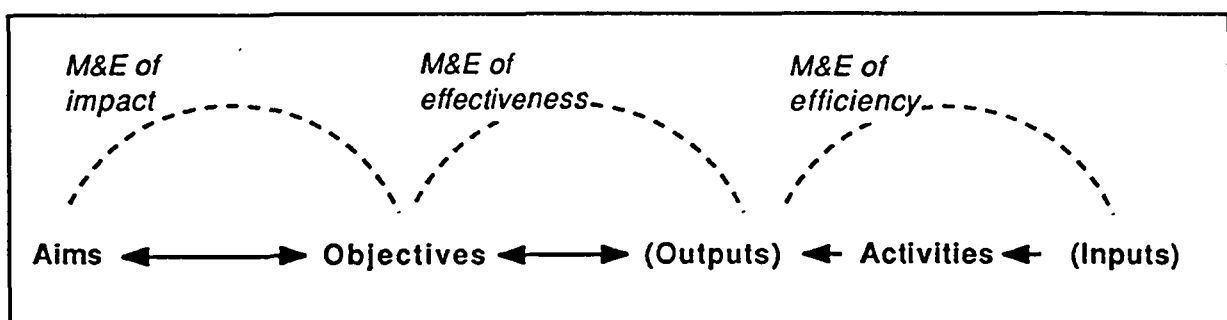 M&E of
impact
M&E of
effectiveness
M&E of
efficiency
Aims Objectives (Outputs) Activities (Inputs)